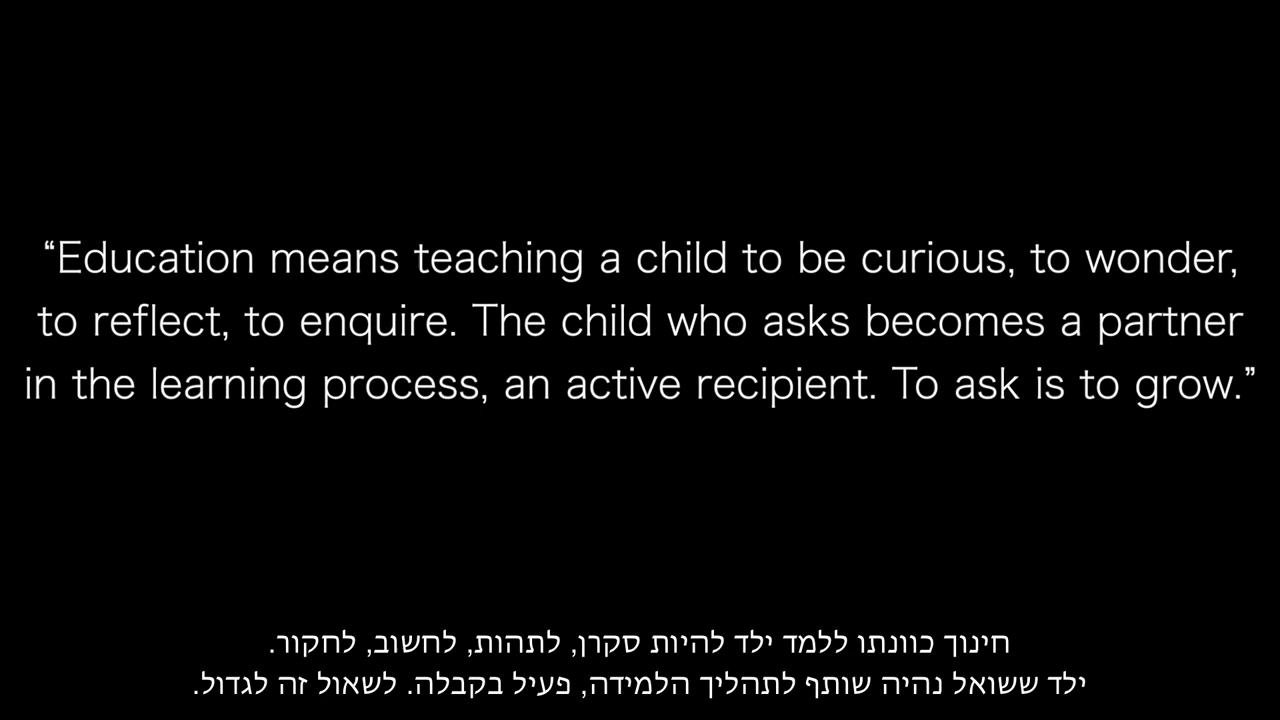 “Education means teaching a child to be curious, to wonder,
to reflect, to enquire. The child who asks becomes a partner
in the learning process, an active recipient. To ask is to grow.”
חינוך כוונתו ללמד ילד להיות סקרן, לתהות, לחשוב, לחקור.
ילד ששואל נהיה שותף לתהליך הלמידה, פעיל בקבלה. לשאול זה לגדול.